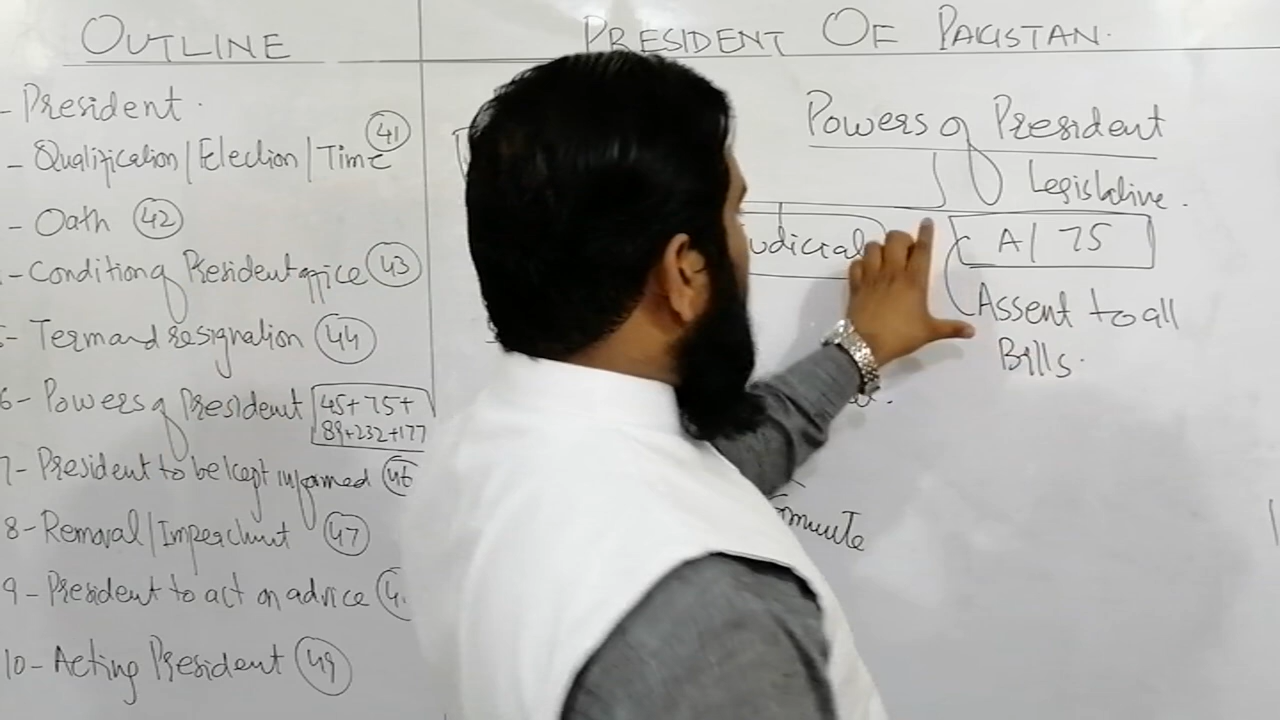 OUTLINE
- President.
- Qualification/Election/Time 41
- Oath 42
- Condition of President office 43
- Term and resignation 44
6- Powers of President 45+75+
89+232+177
7- President to be kept informed 46
8- Removal/Impeachmut 47
9- President to act on advice
10- Acting President 49
PRESIDENT OF PAKISTAN.
Powers of President
Legislative.
udicial
A/ 75
Assent to all
Bills.